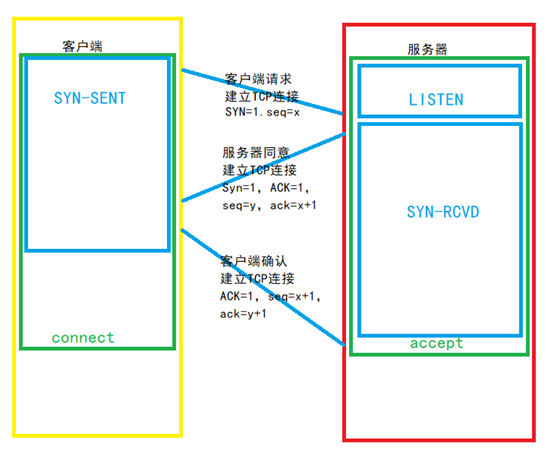 客户端
服务器
SYN-SENT
客户端请求
建立TCP连接
SYN=1.seq=x
LISTEN
服务器同意
建立TCP连接
Syn=1, ACK=1,
seq=y, ack=x+1
SYN-RCVD
客户端确认
建立TCP连接
ACK=1, seq=x+1,
ack=y+1
connect
accept